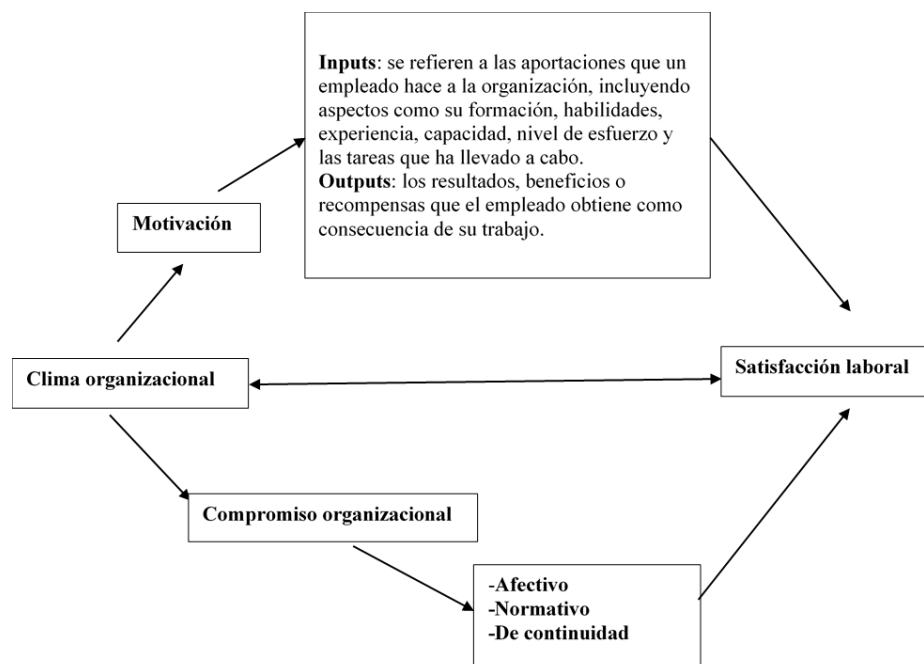 Inputs: se refieren a las aportaciones que un
empleado hace a la organización, incluyendo
aspectos como su formación, habilidades,
experiencia, capacidad, nivel de esfuerzo y
las tareas que ha llevado a cabo.
Outputs: los resultados, beneficios o
recompensas que el empleado obtiene como
consecuencia de su trabajo.
Motivación
Clima organizacional
Satisfacción laboral
Compromiso organizacional
-Afectivo
-Normativo
-De continuidad